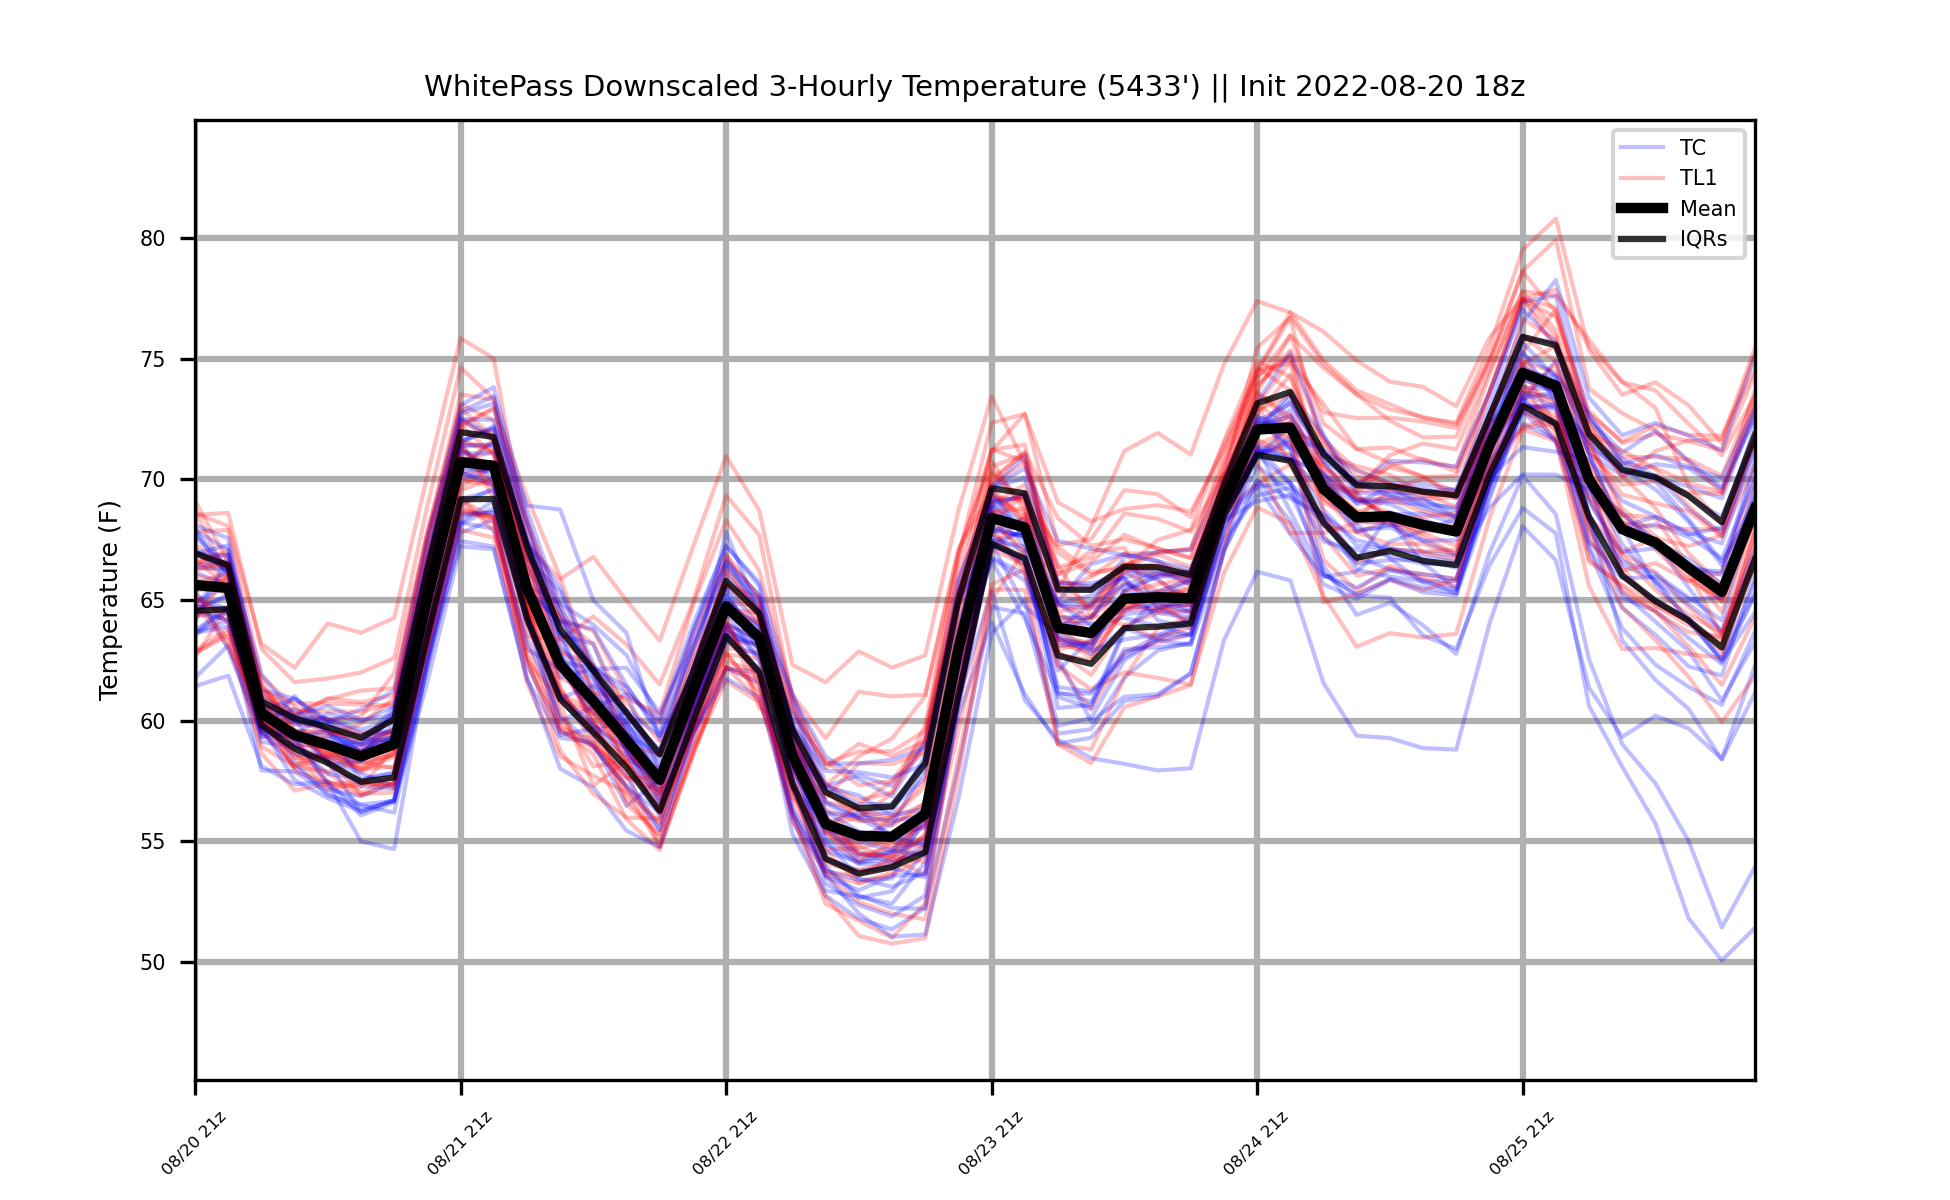 WhitePass Downscaled 3-Hourly Temperature (5433') || Init 2022-08-20 18z
TC
TL1
Mean
IQRs
Temperature (F)
80
75
70
65
60
55
50
08/20 21z
08/21 21z
08/22 21z
08/23 21z
08/24 21z
08/25 21z